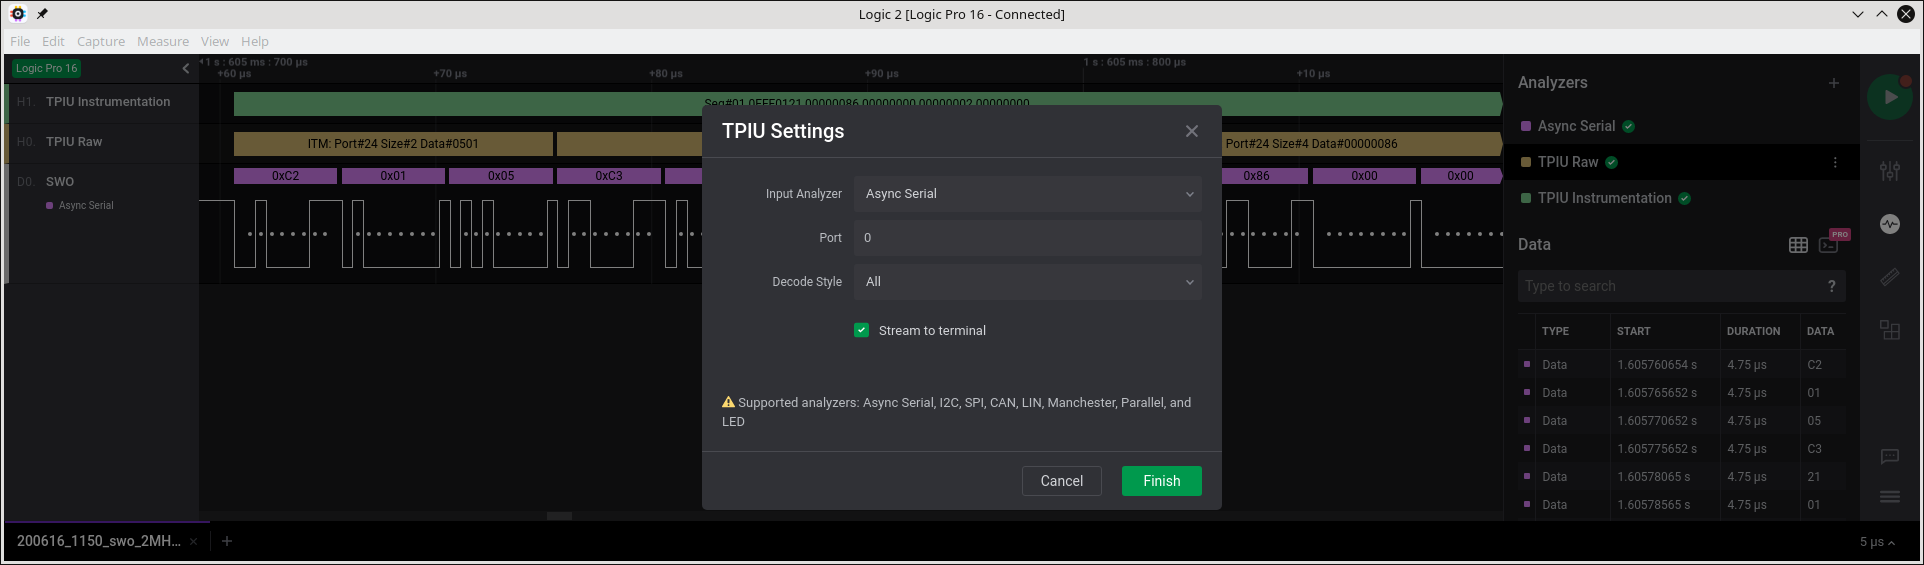 Logic 2 [Logic Pro 16 - Connected]
File Edit Capture Measure View Help
Logic Pro 16
1 s : 605 ms : 700 µs
1 s : 605 ms : 800 µs
+60 µs +70 µs +80 µs +90 µs +10 µs
H1. TPIU Instrumentation
Seq#01 0FFF0121 00000086 00000000 00000002 00000000
H0. TPIU Raw
ITM: Port#24 Size#2 Data#0501
Port#24 Size#4 Data#00000086
D0. SWO
0xC2 0x01 0x05 0xC3 0x86 0x00 0x00
Async Serial
TPIU Settings
Input Analyzer Async Serial
Port 0
Decode Style All
Stream to terminal
Supported analyzers: Async Serial, I2C, SPI, CAN, LIN, Manchester, Parallel, and
LED
Cancel Finish
Analyzers
Async Serial
TPIU Raw
TPIU Instrumentation
Data
PRO
Type to search ?
TYPE START DURATION DATA
Data 1.605760654 s 4.75 µs C2
Data 1.605765652 s 4.75 µs 01
Data 1.605770652 s 4.75 µs 05
Data 1.605775652 s 4.75 µs C3
Data 1.60578065 s 4.75 µs 21
Data 1.60578565 s 4.75 µs 01
200616_1150_swo_2MH...
5 µs